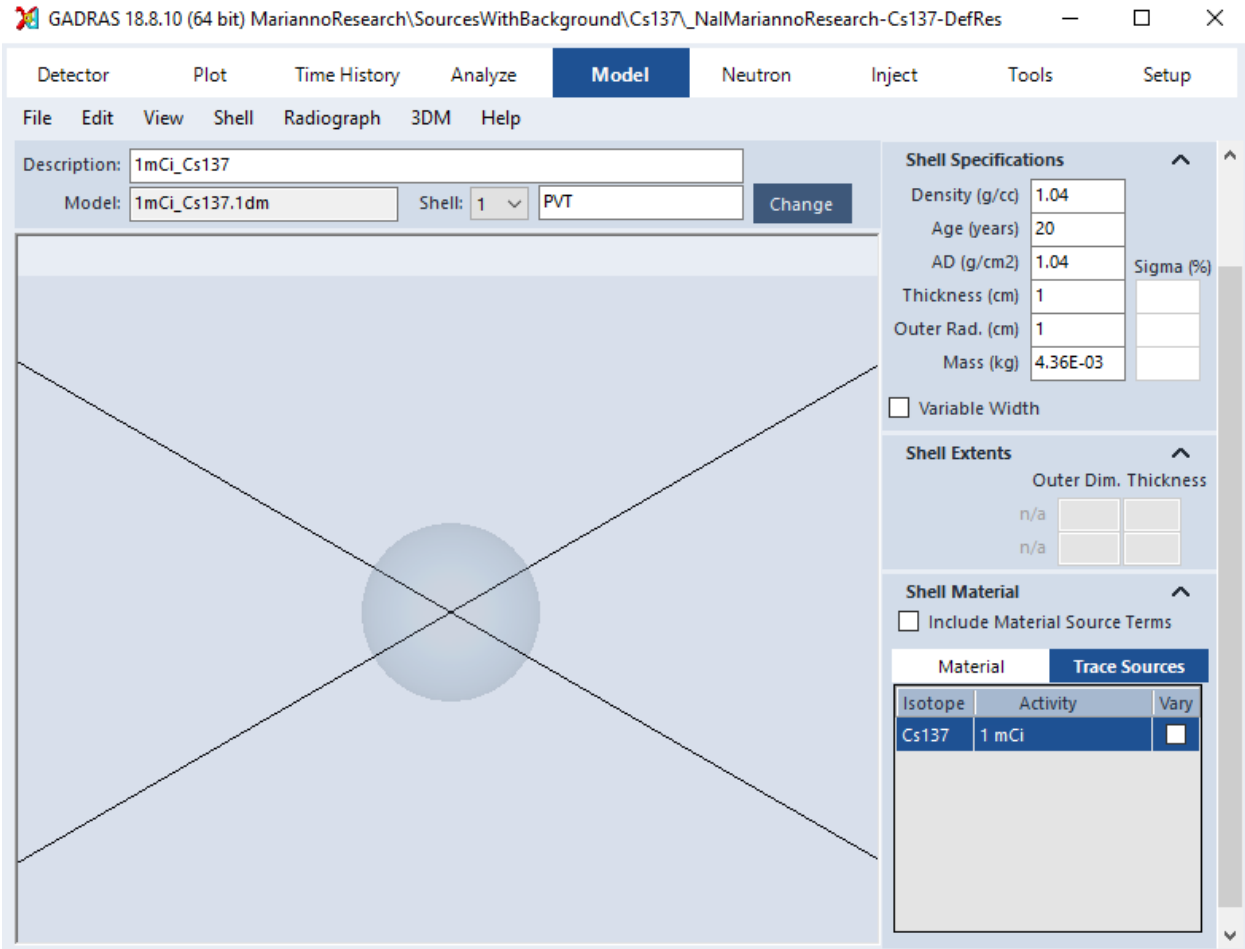 GADRAS 18.8.10 (64 bit) MariannoResearch\SourcesWithBackground\Cs137\_NaIMariannoResearch-Cs137-DefRes
Detector Plot Time History Analyze Model Neutron Inject Tools Setup
File Edit View Shell Radiograph 3DM Help
Description: 1mCi_Cs137
Model: 1mCi_Cs137.1dm Shell: 1 PVT Change
Shell Specifications
Density (g/cc) 1.04
Age (years) 20
AD (g/cm2) 1.04 Sigma (%)
Thickness (cm) 1
Outer Rad. (cm) 1
Mass (kg) 4.36E-03
Variable Width
Shell Extents
Outer Dim. Thickness
n/a
n/a
Shell Material
Include Material Source Terms
Material Trace Sources
Isotope Activity Vary
Cs137 1 mCi